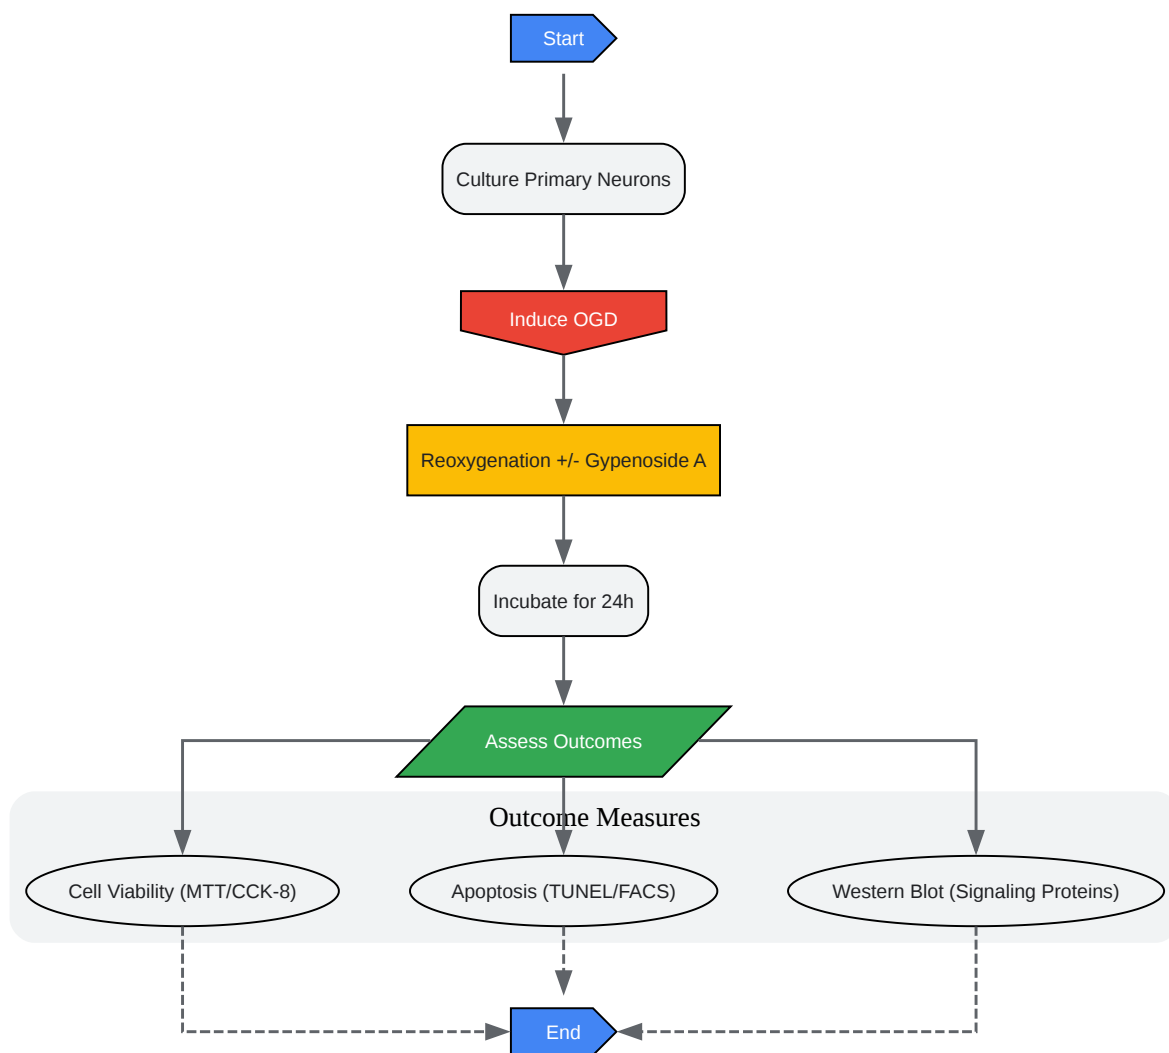 Start
Culture Primary Neurons
Induce OGD
Reoxygenation +/- Gypenoside A
Incubate for 24h
Assess Outcomes
Outcome Measures
Cell Viability (MTT/CCK-8)
Apoptosis (TUNEL/FACS)
Western Blot (Signaling Proteins)
End